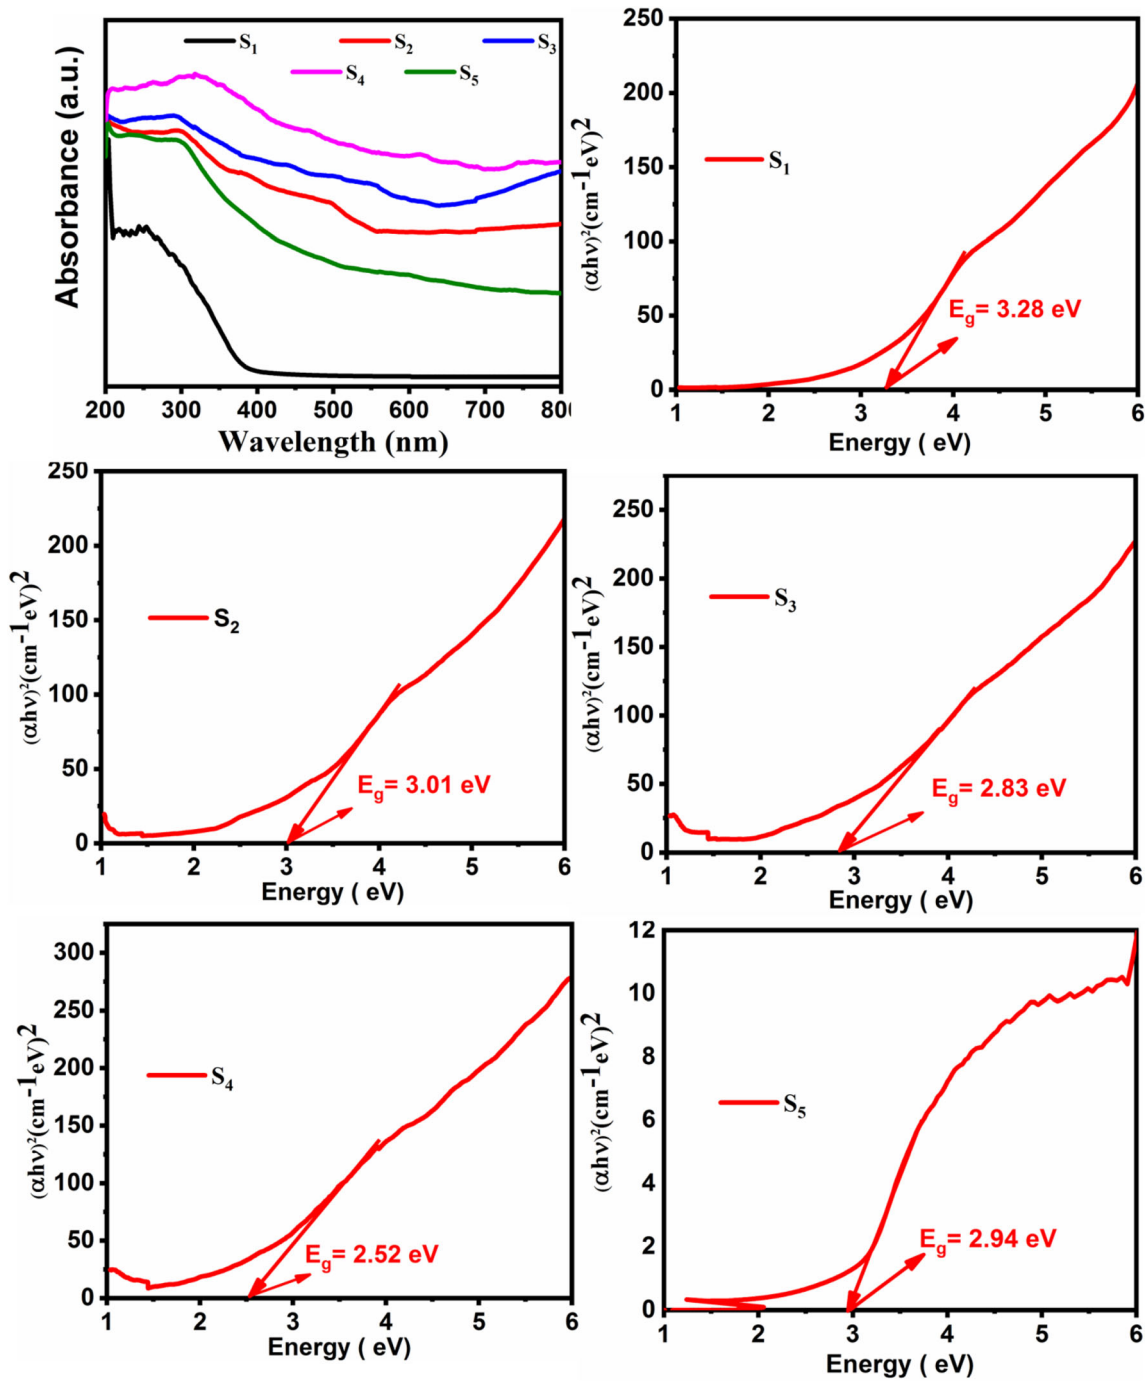 S1 S2 S3
S4 S5
Absorbance (a.u.)
200 300 400 500 600 700 800
Wavelength (nm)
250
200
150
100
50
0
(αhν)²(cm⁻¹eV)²
S1
Eg= 3.28 eV
1 2 3 4 5 6
Energy ( eV)
250
200
150
100
50
0
(αhν)²(cm⁻¹eV)²
S2
Eg= 3.01 eV
1 2 3 4 5 6
Energy ( eV)
250
200
150
100
50
0
(αhν)²(cm⁻¹eV)²
S3
Eg= 2.83 eV
1 2 3 4 5 6
Energy ( eV)
300
250
200
150
100
50
0
(αhν)²(cm⁻¹eV)²
S4
Eg= 2.52 eV
1 2 3 4 5 6
Energy ( eV)
12
10
8
6
4
2
0
(αhν)²(cm⁻¹eV)²
S5
Eg= 2.94 eV
1 2 3 4 5 6
Energy ( eV)